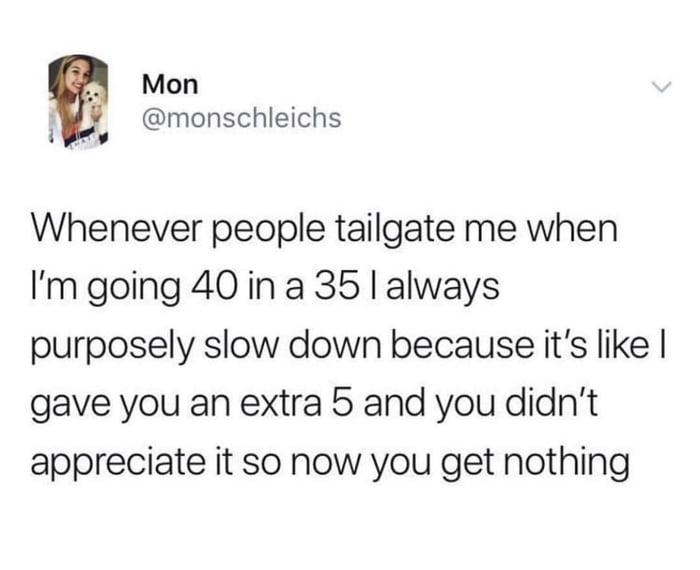 Mon
@monschleichs
Whenever people tailgate me when
I'm going 40 in a 35 I always
purposely slow down because it's like I
gave you an extra 5 and you didn't
appreciate it so now you get nothing